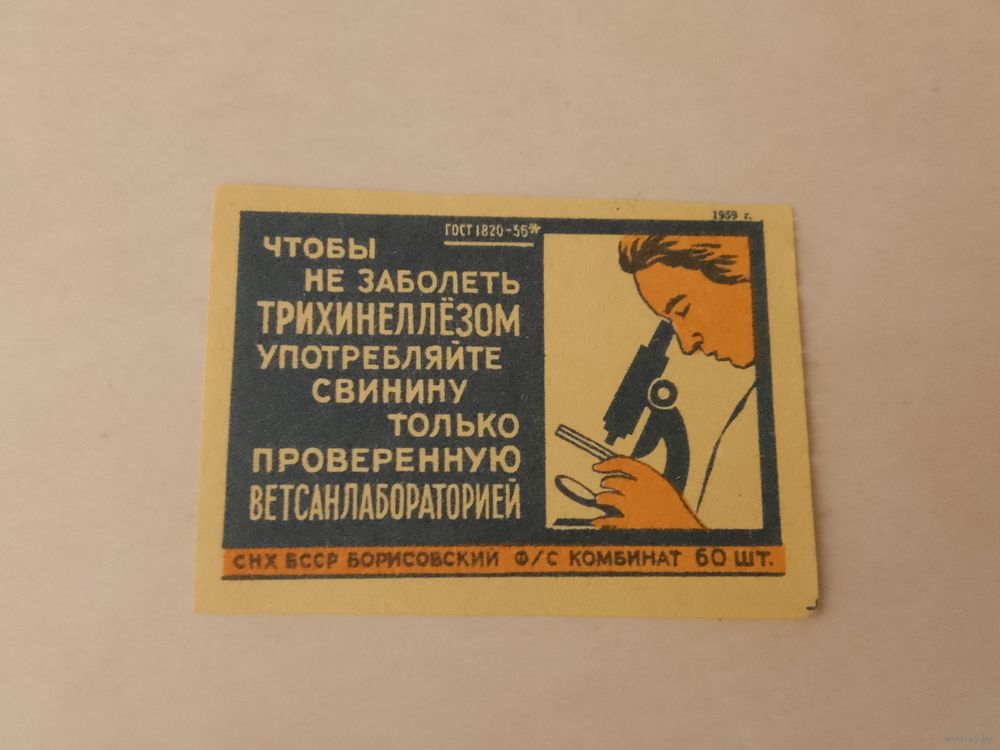 1959 г.
ГОСТ 1820-56
ЧТОБЫ
НЕ ЗАБОЛЕТЬ
ТРИХИНЕЛЛЁЗОМ
УПОТРЕБЛЯЙТЕ
СВИНИНУ
ТОЛЬКО
ПРОВЕРЕННУЮ
ВЕТСАНЛАБОРАТОРИЕЙ
СНХ БССР БОРИСОВСКИЙ Ф/С КОМБИНАТ 60 ШТ.